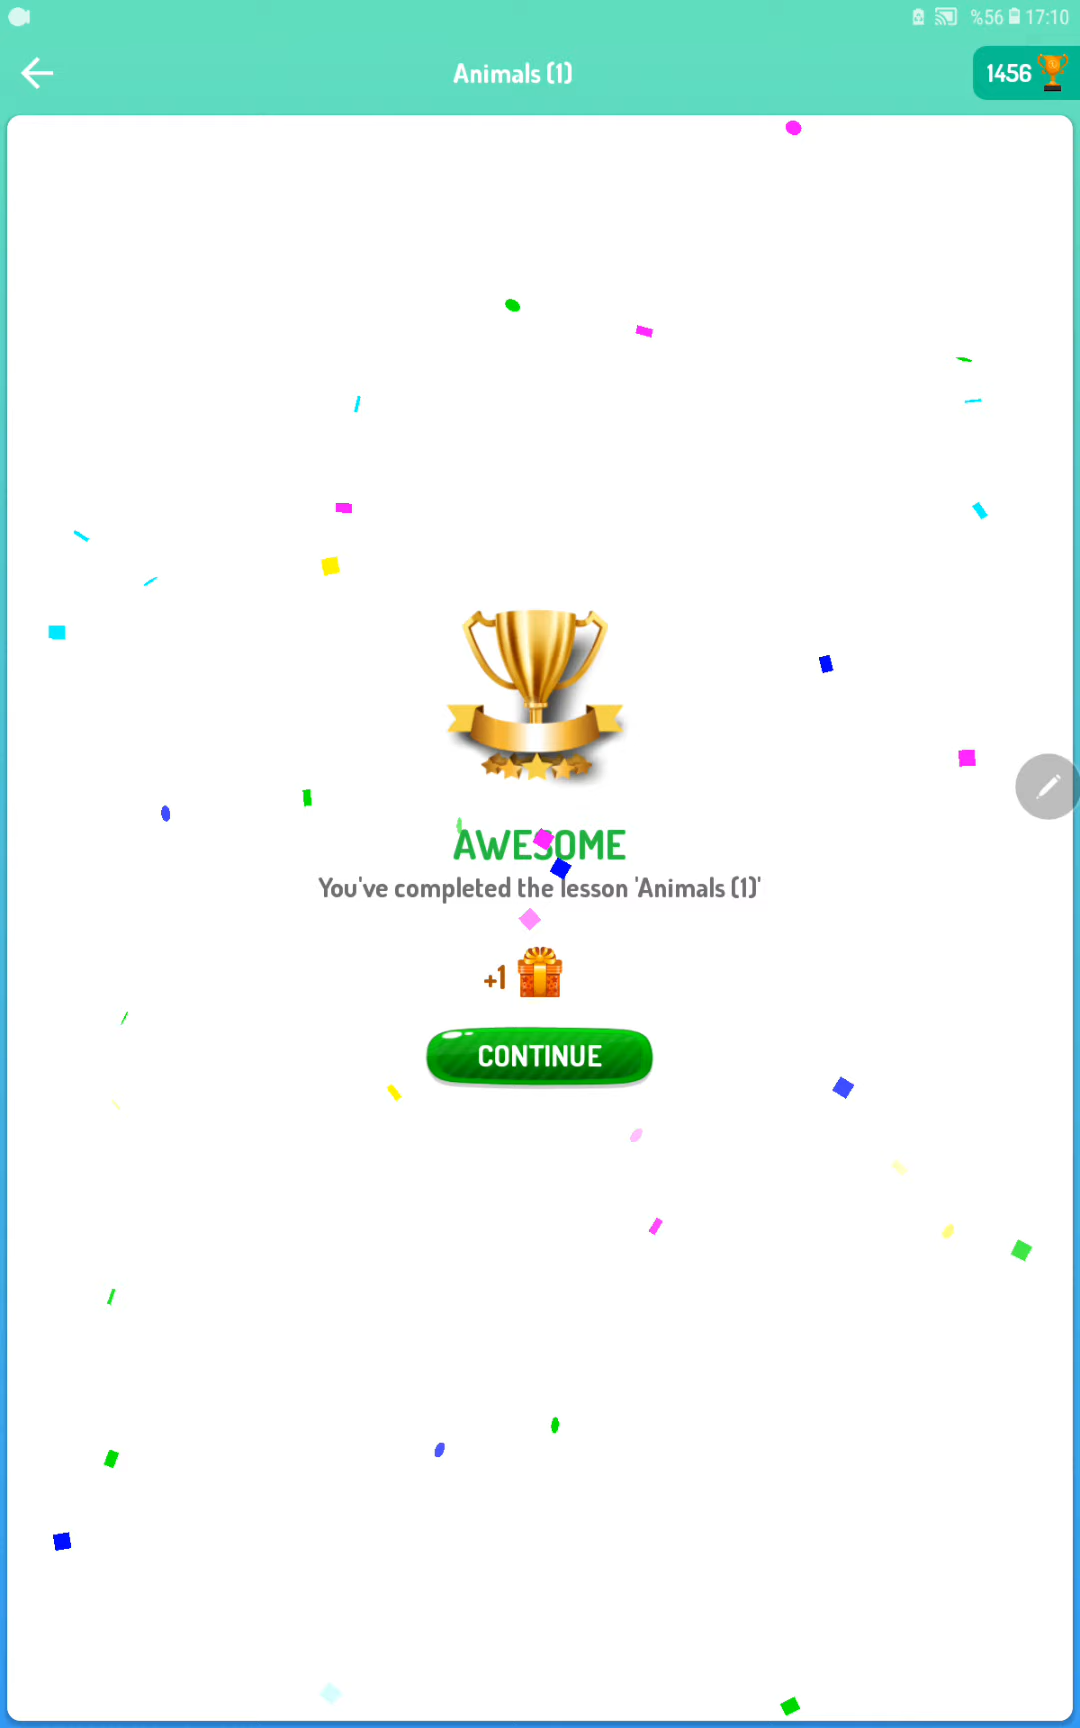 %56 17:10
Animals (1)
1456
AWESOME
You've completed the lesson 'Animals (1)'
+1
CONTINUE